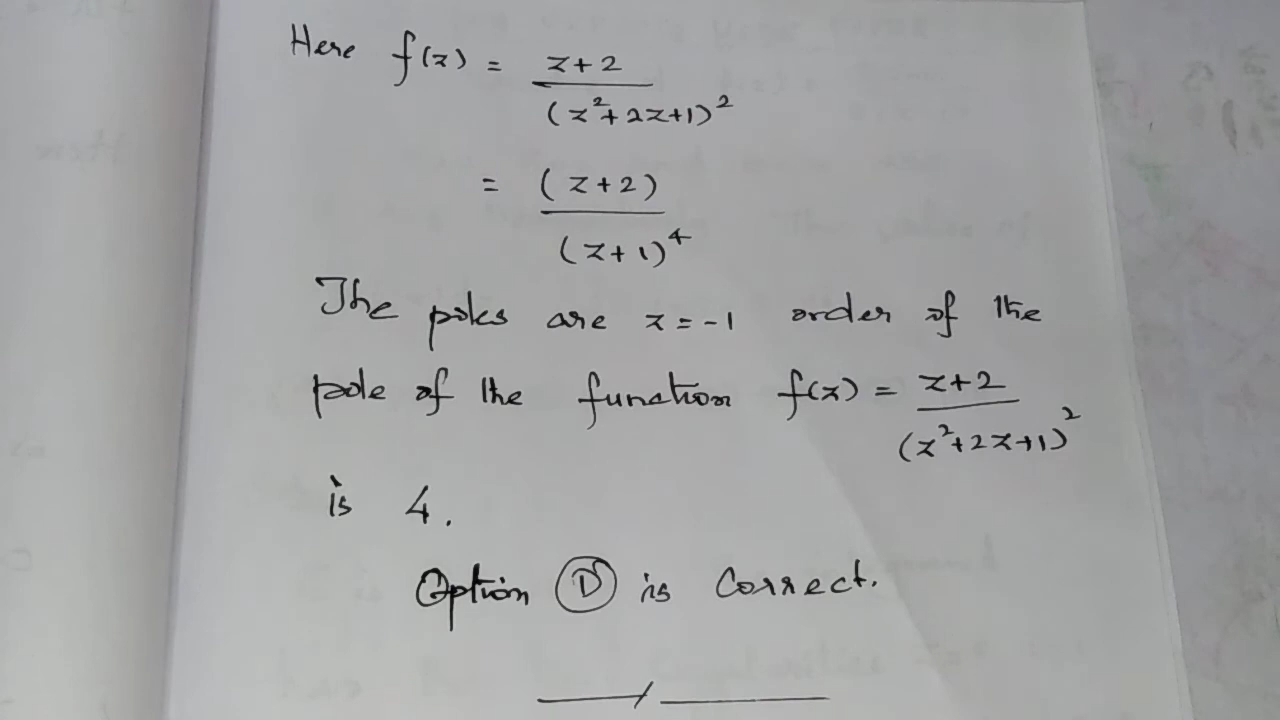 Here f(z) = z+2 / (z²+2z+1)²
= (z+2) / (z+1)⁴
The poles are z=-1 order of the
pole of the function f(z) = z+2 / (z²+2z+1)²
is 4.
Option (D) is Correct.